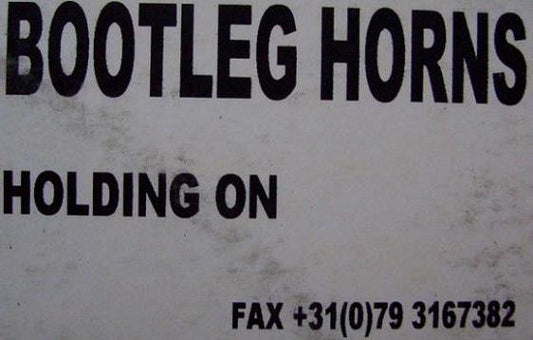 BOOTLEG HORNS
HOLDING ON
FAX +31(0)79 3167382